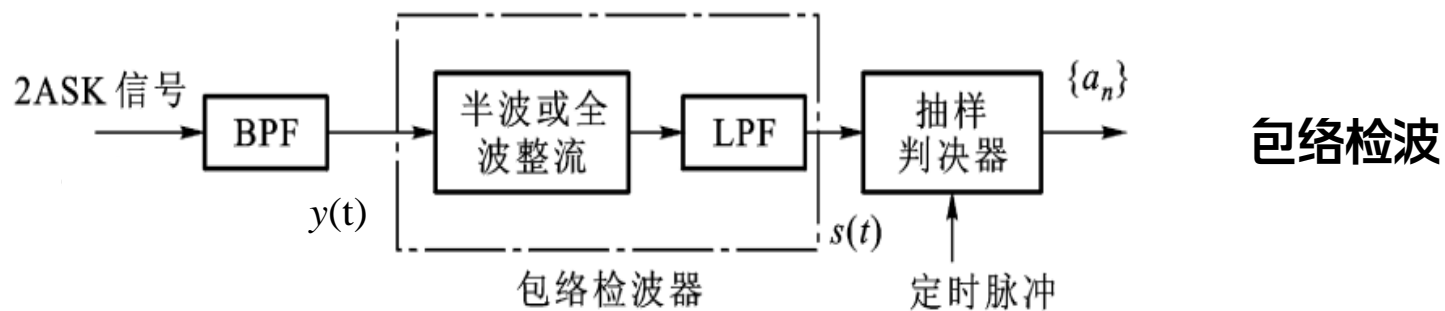 2ASK 信号
BPF
y(t)
半波或全
波整流
LPF
包络检波器
s(t)
抽样
判决器
定时脉冲
{aₙ}
包络检波